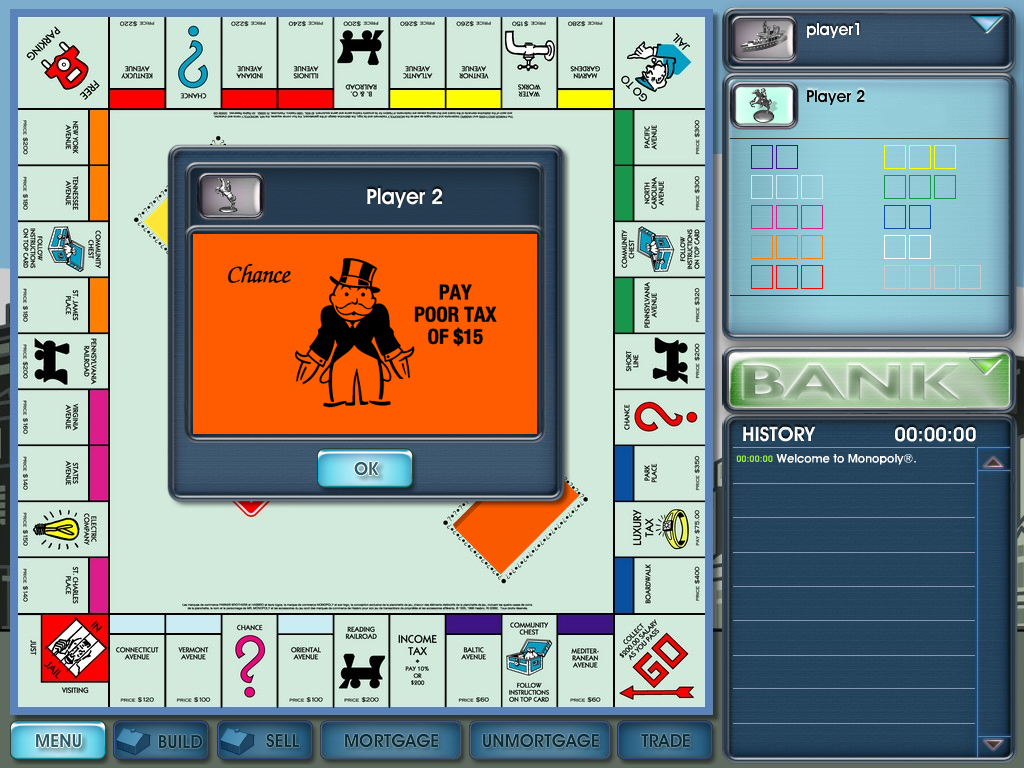 PRICE $220
KENTUCKY
AVENUE
CHANCE
PRICE $220
INDIANA
AVENUE
PRICE $240
ILLINOIS
AVENUE
PRICE $200
B. & O.
RAILROAD
PRICE $260
ATLANTIC
AVENUE
PRICE $260
VENTNOR
AVENUE
PRICE $150
WATER
WORKS
PRICE $280
MARVIN
GARDENS
FREE
PARKING
GO TO
JAIL
NEW YORK
AVENUE
PRICE $200
TENNESSEE
AVENUE
PRICE $180
COMMUNITY
CHEST
FOLLOW
INSTRUCTIONS
ON TOP CARD
ST. JAMES
PLACE
PRICE $180
PENNSYLVANIA
RAILROAD
PRICE $200
VIRGINIA
AVENUE
PRICE $160
STATES
AVENUE
PRICE $140
ELECTRIC
COMPANY
PRICE $150
ST. CHARLES
PLACE
PRICE $140
PACIFIC
AVENUE
PRICE $300
NORTH
CAROLINA
AVENUE
PRICE $300
COMMUNITY
CHEST
FOLLOW
INSTRUCTIONS
ON TOP CARD
PENNSYLVANIA
AVENUE
PRICE $320
SHORT
LINE
PRICE $200
CHANCE
PARK
PLACE
PRICE $350
LUXURY
TAX
PAY $75.00
BOARDWALK
PRICE $400
Player 2
Chance
PAY
POOR TAX
OF $15
OK
JUST
IN
JAIL
VISITING
CONNECTICUT
AVENUE
PRICE $120
VERMONT
AVENUE
PRICE $100
CHANCE
ORIENTAL
AVENUE
PRICE $100
READING
RAILROAD
PRICE $200
INCOME
TAX
PAY 10%
OR
$200
BALTIC
AVENUE
PRICE $60
COMMUNITY
CHEST
FOLLOW
INSTRUCTIONS
ON TOP CARD
MEDITER-
RANEAN
AVENUE
PRICE $60
COLLECT
$200.00 SALARY
AS YOU PASS
GO
MENU
BUILD
SELL
MORTGAGE
UNMORTGAGE
TRADE
player1
Player 2
BANK
HISTORY 00:00:00
00:00:00 Welcome to Monopoly®.